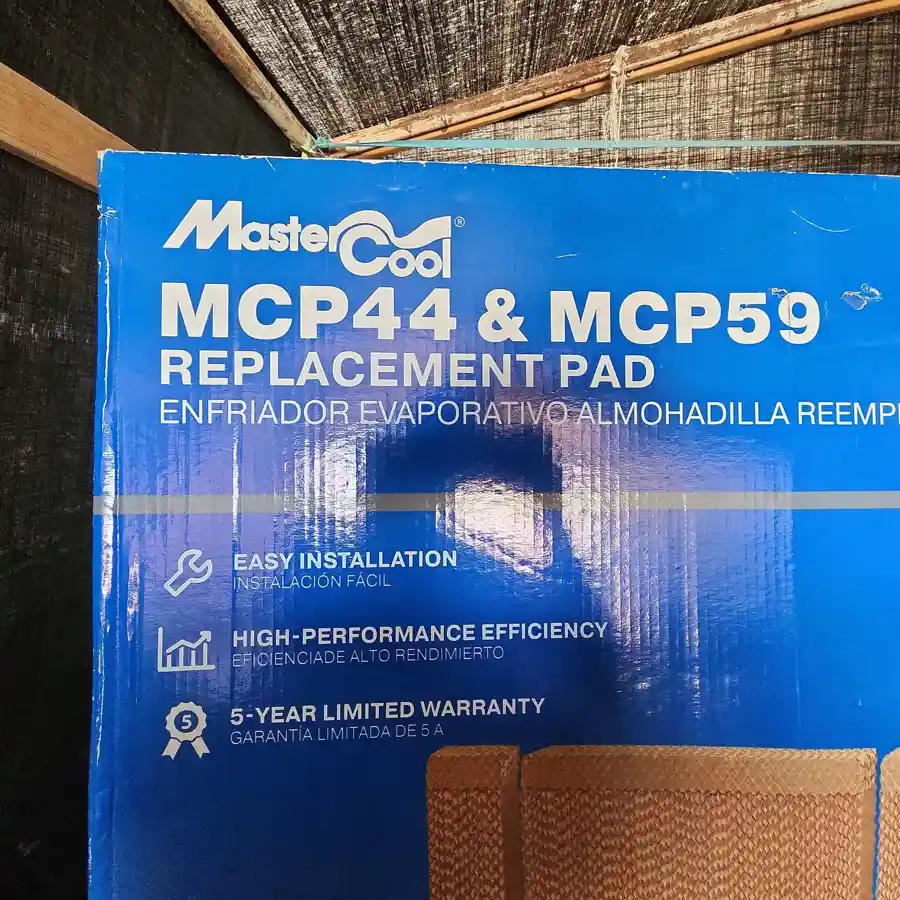 MasterCool®
MCP44 & MCP59
REPLACEMENT PAD
ENFRIADOR EVAPORATIVO ALMOHADILLA REEMPL
EASY INSTALLATION
INSTALACIÓN FÁCIL
HIGH-PERFORMANCE EFFICIENCY
EFICIENCIADE ALTO RENDIMIERTO
5
5-YEAR LIMITED WARRANTY
GARANTÍA LIMITADA DE 5 A